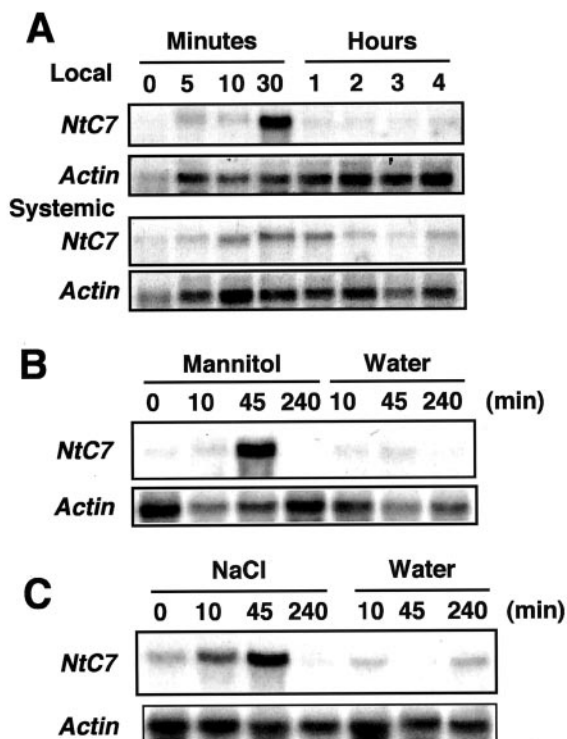 A
Minutes Hours
Local 0 5 10 30 1 2 3 4
NtC7
Actin
Systemic
NtC7
Actin
B
Mannitol Water
0 10 45 240 10 45 240 (min)
NtC7
Actin
C
NaCl Water
0 10 45 240 10 45 240 (min)
NtC7
Actin